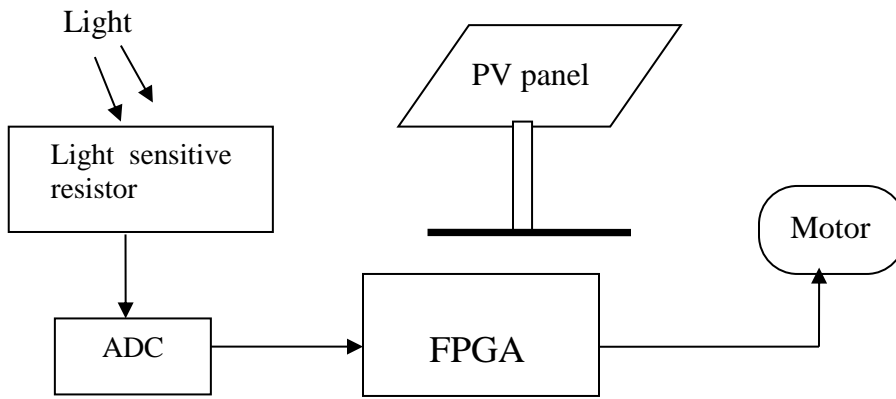 Light
PV panel
Light sensitive
resistor
Motor
ADC
FPGA